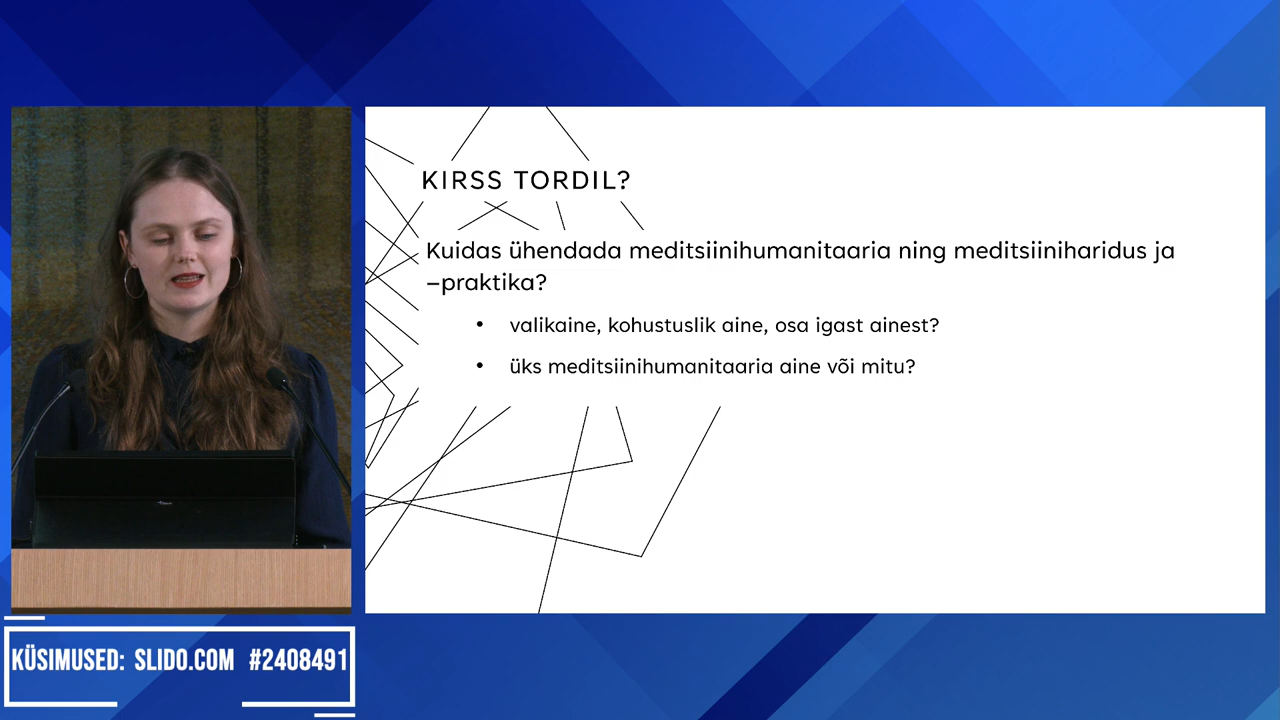 KIRSS TORDIL?
Kuidas ühendada meditsiinihumanitaaria ning meditsiiniharidus ja
–praktika?
• valikaine, kohustuslik aine, osa igast ainest?
• üks meditsiinihumanitaaria aine või mitu?
KÜSIMUSED: SLIDO.COM #2408491